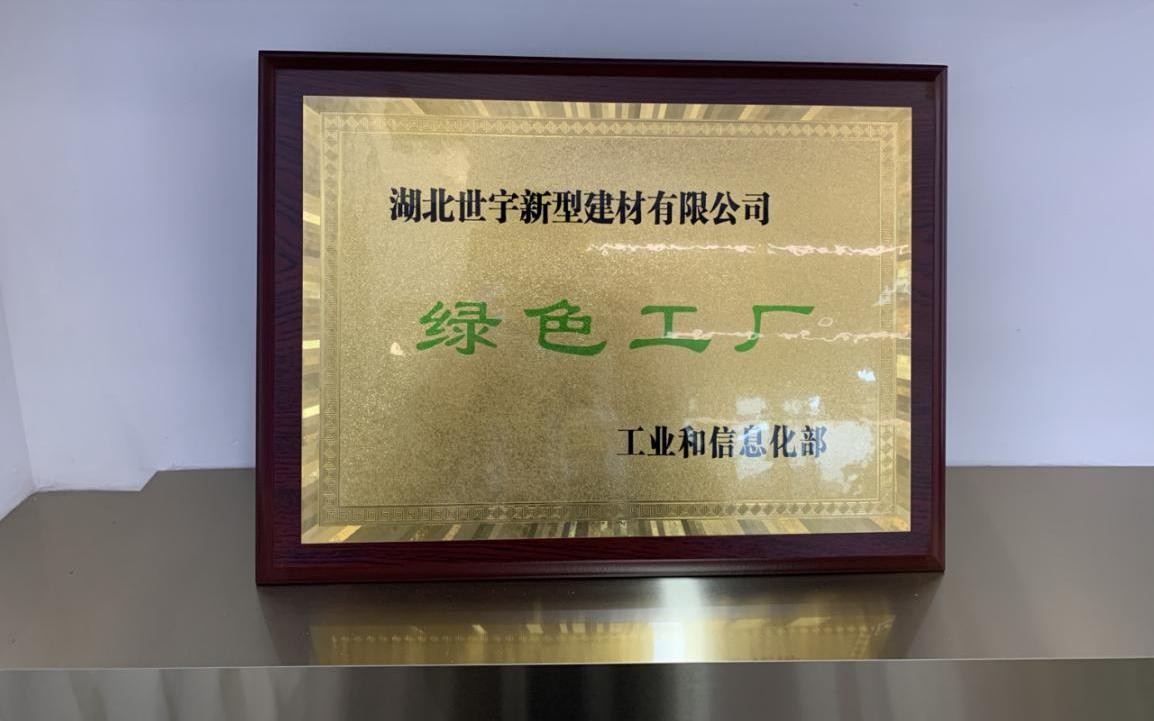 湖北世宇新型建材有限公司
绿色工厂
工业和信息化部